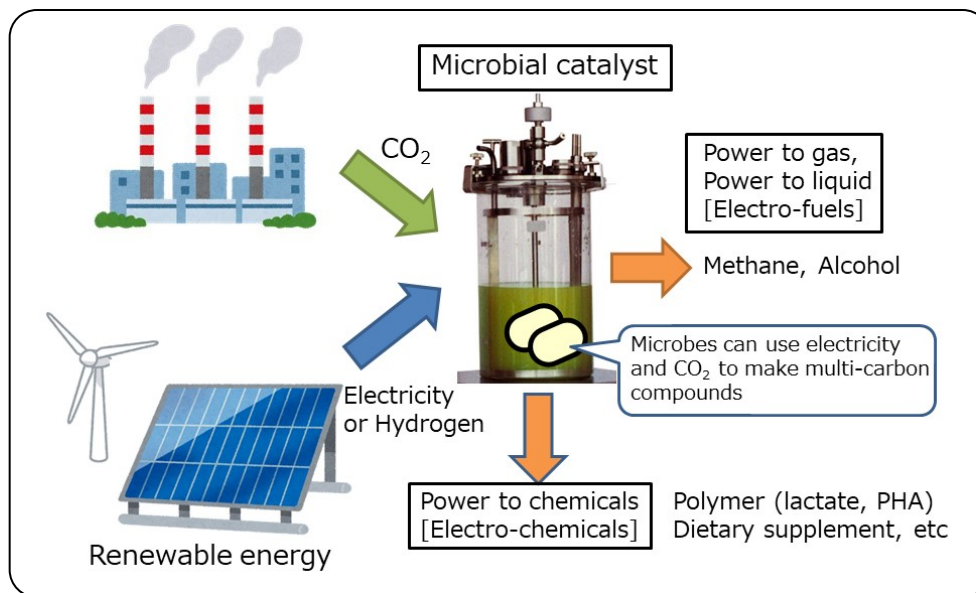 Microbial catalyst
CO₂
Power to gas,
Power to liquid
[Electro-fuels]
Methane, Alcohol
Microbes can use electricity
and CO₂ to make multi-carbon
compounds
Electricity
or Hydrogen
Renewable energy
Power to chemicals
[Electro-chemicals]
Polymer (lactate, PHA)
Dietary supplement, etc